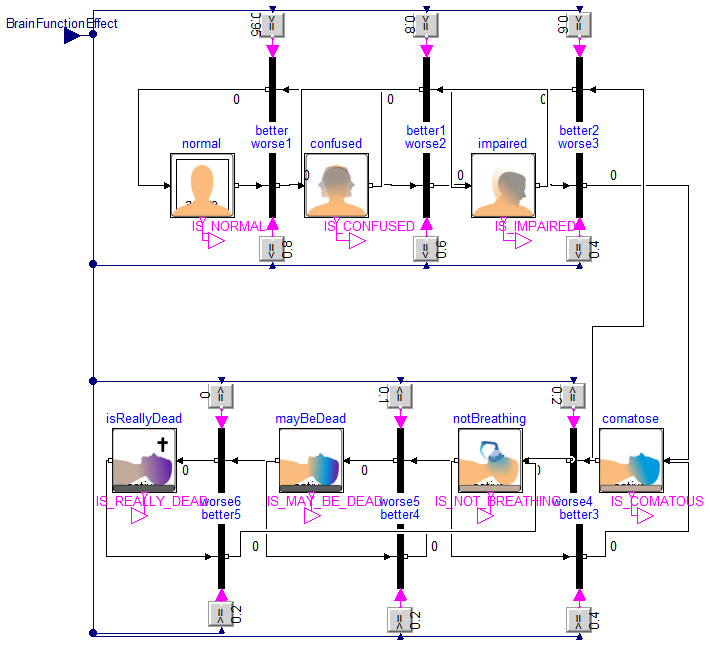 BrainFunctionEffect
0.95
0.8
0.6
>=
>=
>=
0
0
0
better
worse1
better1
worse2
better2
worse3
normal
confused
impaired
0
0
0
IS_NORMAL
IS_CONFUSED
IS_IMPAIRED
<=
<=
<=
0.8
0.6
0.4
0
0.1
0.2
<=
<=
<=
isReallyDead
mayBeDead
notBreathing
comatose
0
0
0
IS_REALLY_DEAD
IS_MAY_BE_DEAD
IS_NOT_BREATHING
IS_COMATOUS
worse6
better5
worse5
better4
worse4
better3
0
0
0
>=
>=
>=
0.2
0.2
0.4